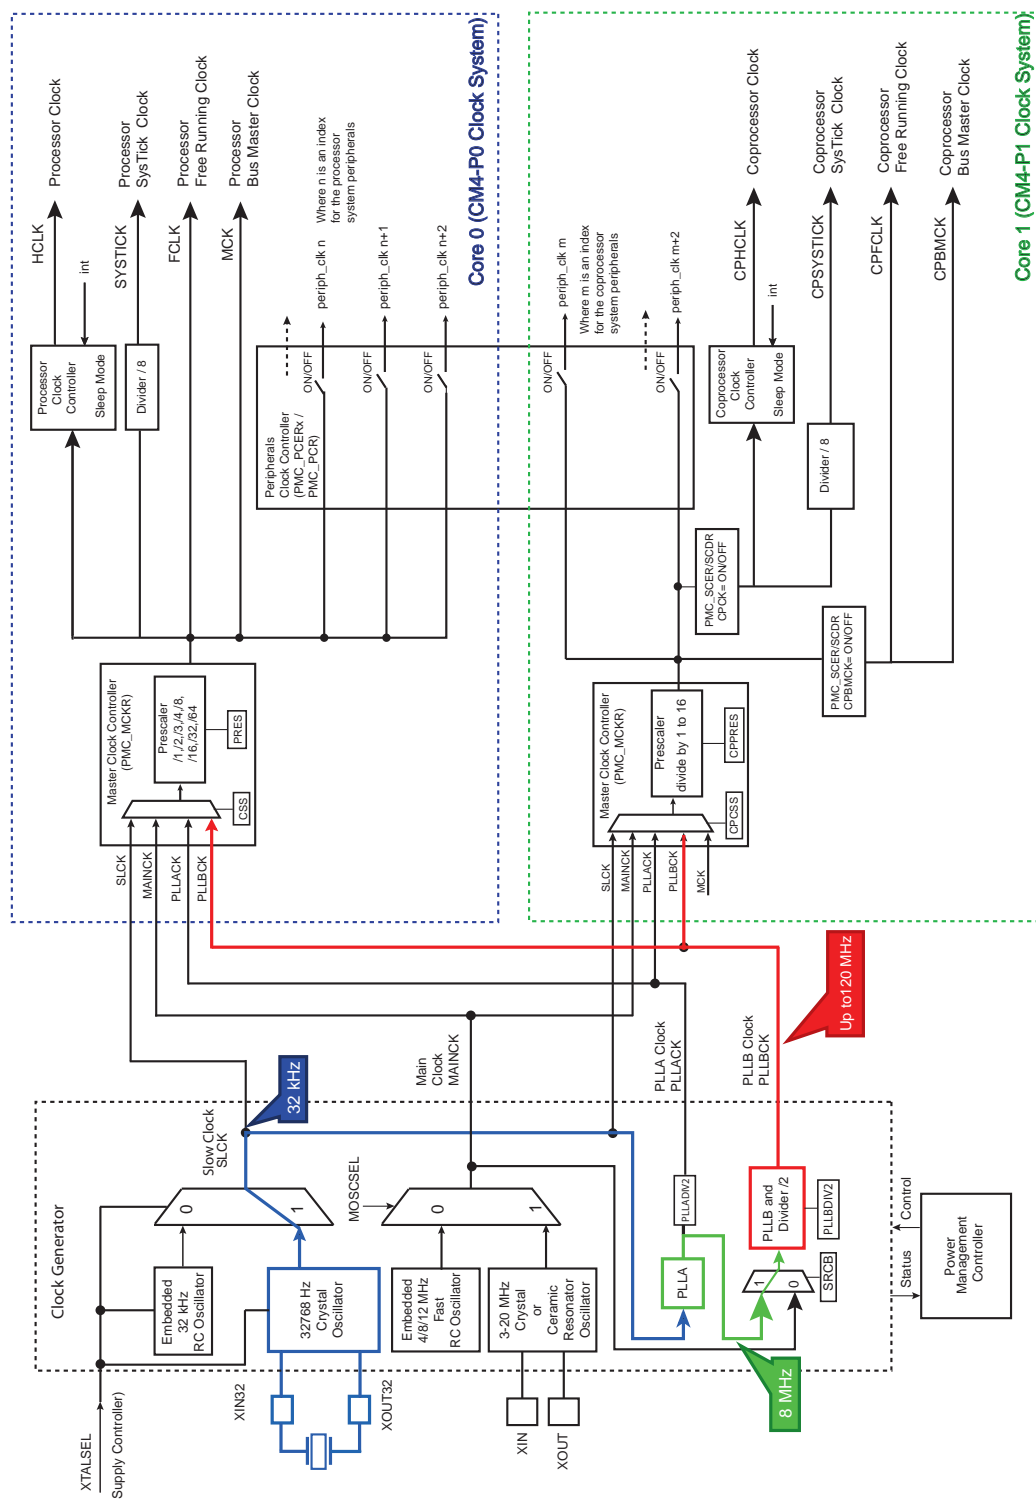 XTALSEL
Supply Controller)
Clock Generator
Embedded
32 kHz
RC Oscillator
0
1
Slow Clock
SLCK
32 kHz
XIN32
XOUT32
32768 Hz
Crystal
Oscillator
MOSCSEL
Embedded
4/8/12 MHz
Fast
RC Oscillator
0
1
3-20 MHz
Crystal
or
Ceramic
Resonator
Oscillator
XIN
XOUT
Main
Clock
MAINCK
PLLA
PLLADIV2
PLLA Clock
PLLACK
8 MHz
1
0
SRCB
PLLB and
Divider /2
PLLBDIV2
PLLB Clock
PLLBCK
Up to120 MHz
Status
Control
Power
Management
Controller
SLCK
MAINCK
PLLACK
PLLBCK
Master Clock Controller
(PMC_MCKR)
CSS
Prescaler
/1,/2,/3,/4,/8,
/16,/32,/64
PRES
Processor
Clock
Controller
Sleep Mode
int
HCLK
Processor Clock
Divider / 8
SYSTICK
Processor
SysTick Clock
FCLK
Processor
Free Running Clock
MCK
Processor
Bus Master Clock
Peripherals
Clock Controller
(PMC_PCERx /
PMC_PCR)
ON/OFF
periph_clk n
Where n is an index
for the processor
system peripherals
ON/OFF
periph_clk n+1
ON/OFF
periph_clk n+2
Core 0 (CM4-P0 Clock System)
SLCK
MAINCK
PLLACK
PLLBCK
MCK
Master Clock Controller
(PMC_MCKR)
CPCSS
Prescaler
divide by 1 to 16
CPPRES
ON/OFF
periph_clk m
Where m is an index
for the coprocessor
system peripherals
ON/OFF
periph_clk m+2
PMC_SCER/SCDR
CPCK= ON/OFF
Coprocessor
Clock
Controller
Sleep Mode
int
CPHCLK
Coprocessor Clock
Divider / 8
CPSYSTICK
Coprocessor
SysTick Clock
PMC_SCER/SCDR
CPBMCK= ON/OFF
CPFCLK
Coprocessor
Free Running Clock
CPBMCK
Coprocessor
Bus Master Clock
Core 1 (CM4-P1 Clock System)